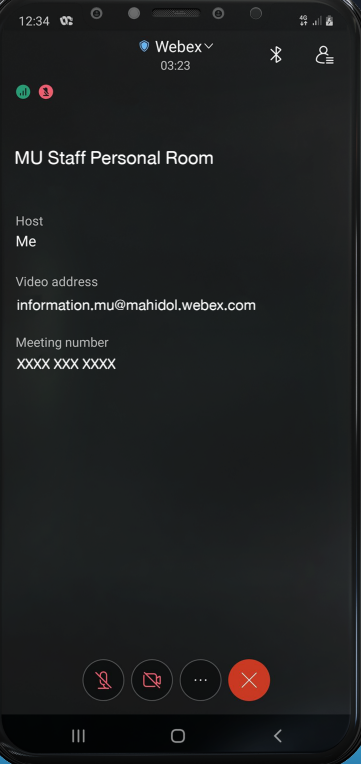 12:34
4G
Webex
03:23
MU Staff Personal Room
Host
Me
Video address
information.mu@mahidol.webex.com
Meeting number
XXXX XXX XXXX